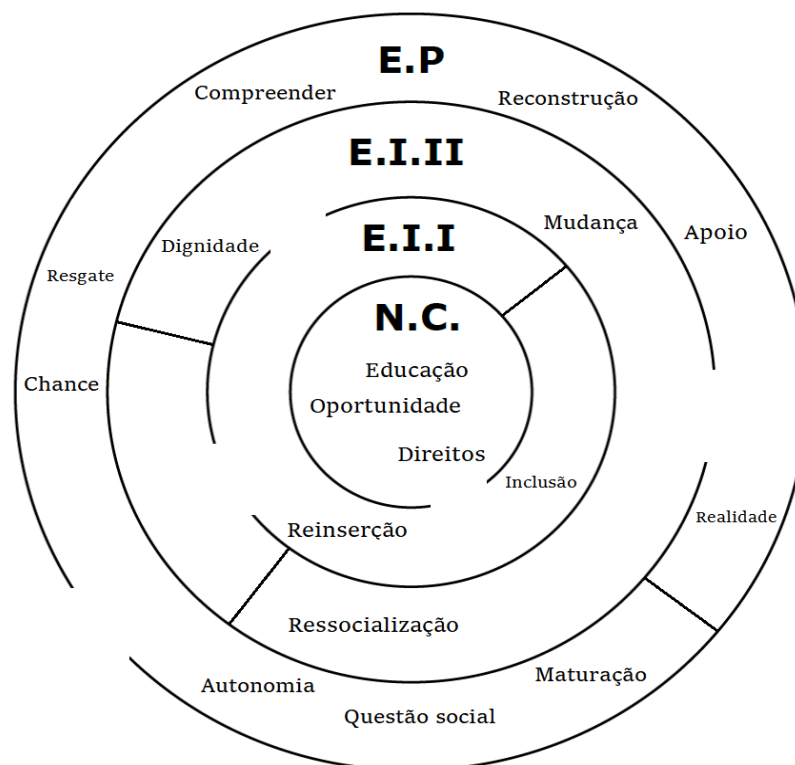 E.P
Compreender
Reconstrução
E.I.II
Mudança
Apoio
E.I.I
Dignidade
Resgate
N.C.
Educação
Chance
Oportunidade
Direitos
Inclusão
Realidade
Reinserção
Ressocialização
Maturação
Autonomia
Questão social